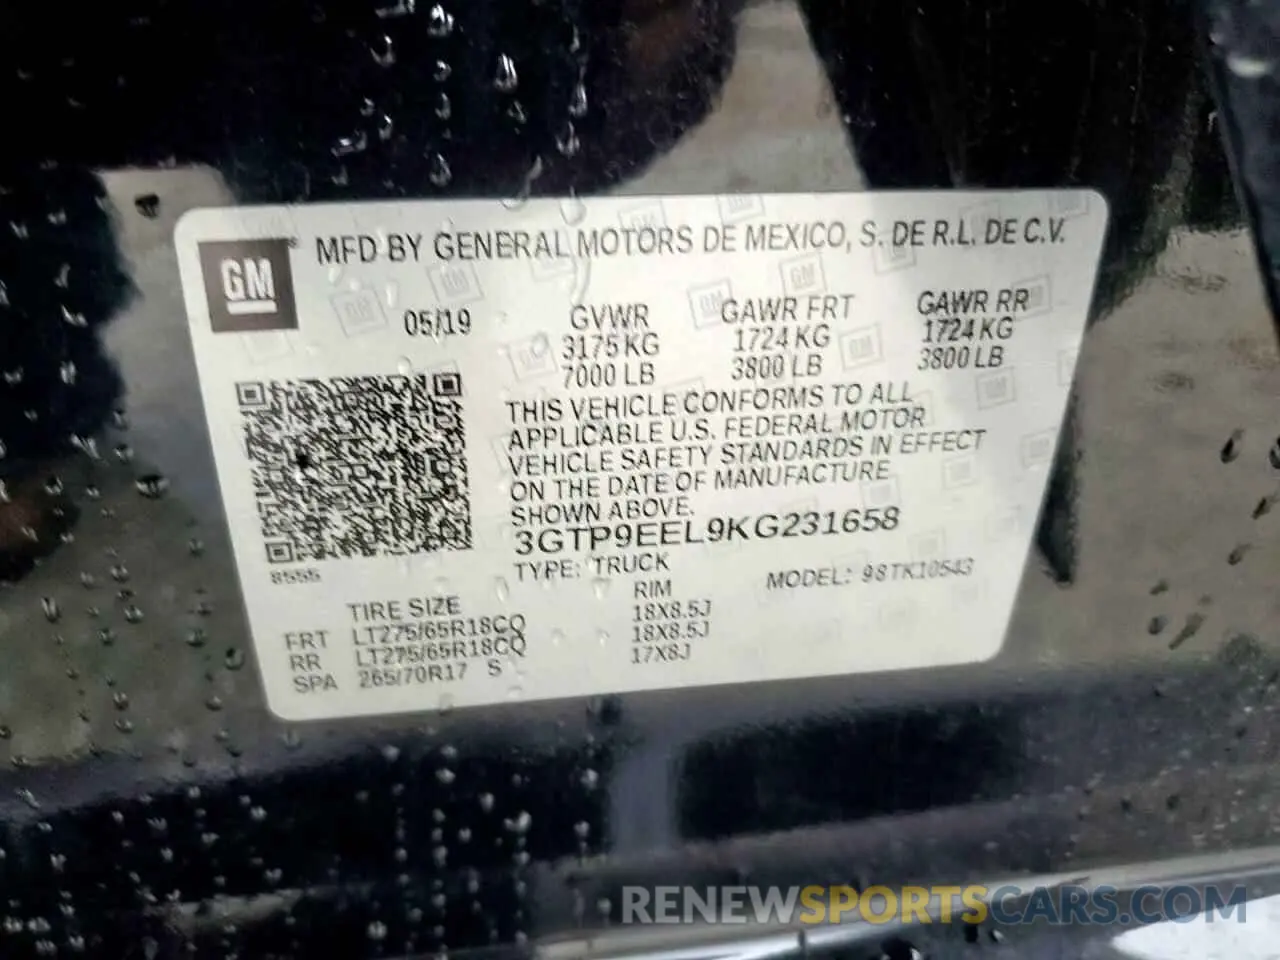 GM
MFD BY GENERAL MOTORS DE MEXICO, S. DE R.L. DE C.V.
05/19 GVWR GAWR FRT GAWR RR
3175 KG 1724 KG 1724 KG
7000 LB 3800 LB 3800 LB
THIS VEHICLE CONFORMS TO ALL
APPLICABLE U.S. FEDERAL MOTOR
VEHICLE SAFETY STANDARDS IN EFFECT
ON THE DATE OF MANUFACTURE
SHOWN ABOVE.
3GTP9EEL9KG231658
8555 TYPE: TRUCK MODEL: 98TK10543
TIRE SIZE RIM
FRT LT275/65R18CQ 18X8.5J
RR LT275/65R18CQ 18X8.5J
SPA 265/70R17 S 17X8J
RENEWSPORTSCARS.COM